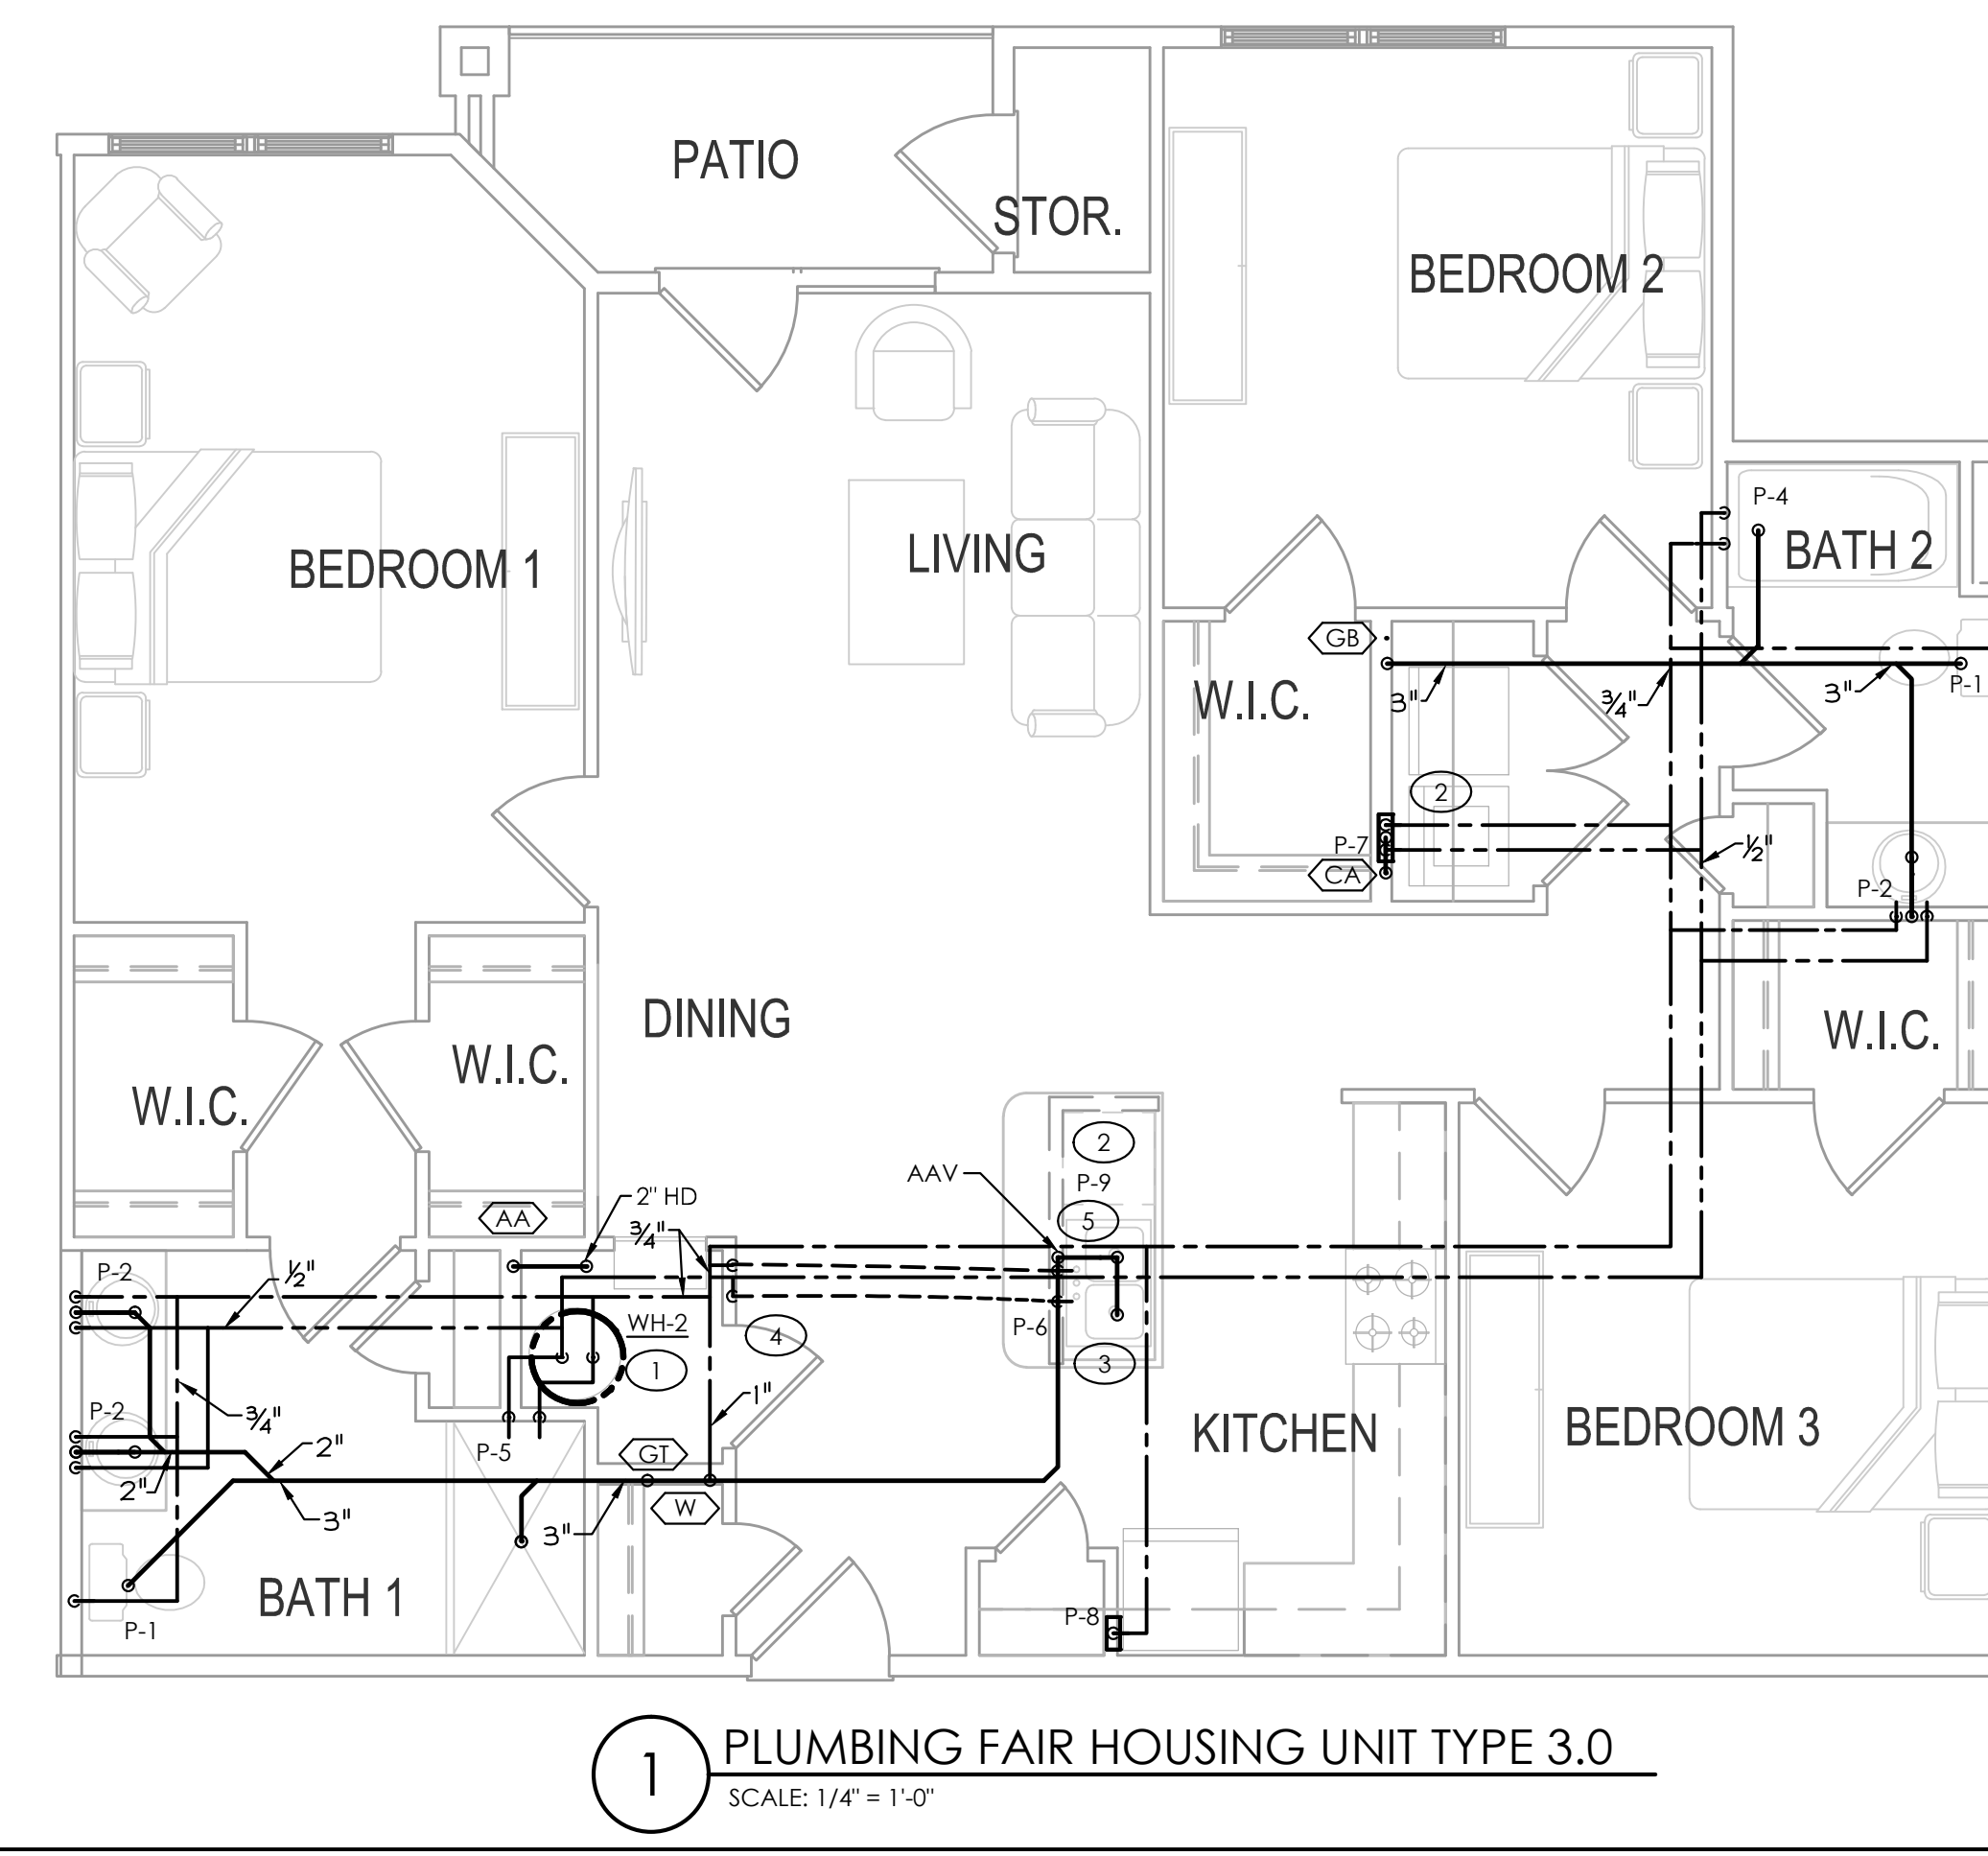 PATIO
STOR.
BEDROOM 2
P-4
BATH 2
BEDROOM 1
LIVING
GB
W.I.C.
3"
3/4"
3"
P-1
2
P-7
CA
1/2"
P-2
DINING
W.I.C.
W.I.C.
W.I.C.
2
AAV
P-9
5
AA
2" HD
3/4"
P-2
1/2"
WH-2
4
P-6
1
3
1"
P-2
3/4"
2"
P-5
GT
KITCHEN
BEDROOM 3
2"
3"
3"
W
BATH 1
P-8
P-1
1
PLUMBING FAIR HOUSING UNIT TYPE 3.0
SCALE: 1/4" = 1'-0"